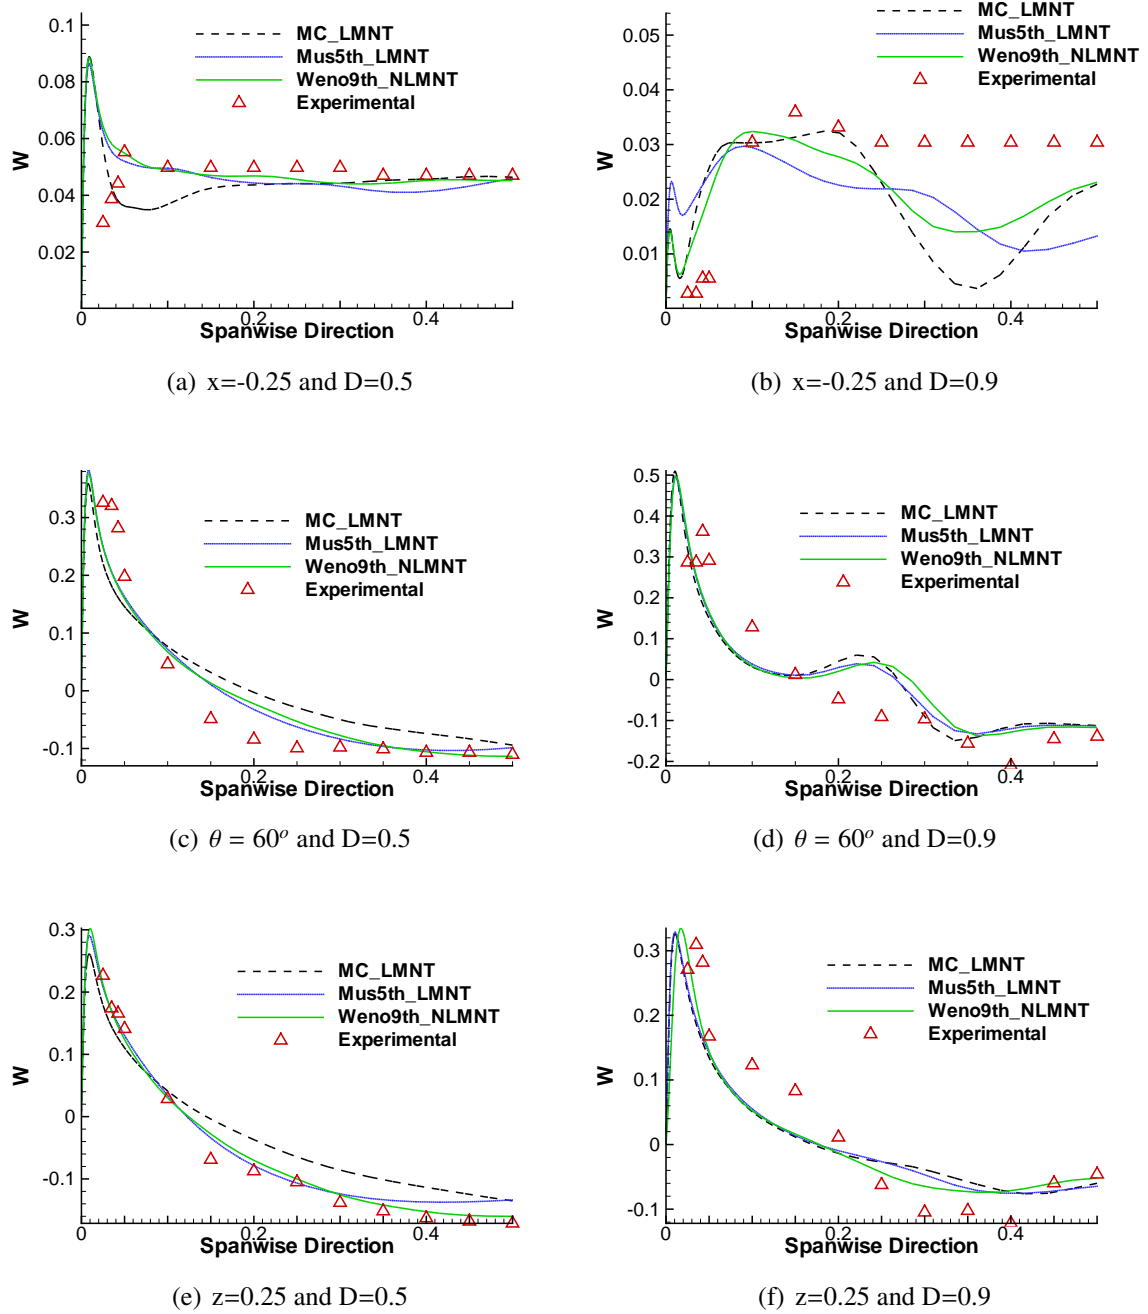 0.1
0.08
0.06
0.04
0.02
W
0
0.2
0.4
Spanwise Direction
MC_LMNT
Mus5th_LMNT
Weno9th_NLMNT
Experimental
(a) x=-0.25 and D=0.5
0.05
0.04
0.03
0.02
0.01
W
0
0.2
0.4
Spanwise Direction
MC_LMNT
Mus5th_LMNT
Weno9th_NLMNT
Experimental
(b) x=-0.25 and D=0.9
0.3
0.2
0.1
0
-0.1
W
0
0.2
0.4
Spanwise Direction
MC_LMNT
Mus5th_LMNT
Weno9th_NLMNT
Experimental
(c) θ = 60° and D=0.5
0.5
0.4
0.3
0.2
0.1
0
-0.1
-0.2
W
0
0.2
0.4
Spanwise Direction
MC_LMNT
Mus5th_LMNT
Weno9th_NLMNT
Experimental
(d) θ = 60° and D=0.9
0.3
0.2
0.1
0
-0.1
W
0
0.2
0.4
Spanwise Direction
MC_LMNT
Mus5th_LMNT
Weno9th_NLMNT
Experimental
(e) z=0.25 and D=0.5
0.3
0.2
0.1
0
-0.1
W
0
0.2
0.4
Spanwise Direction
MC_LMNT
Mus5th_LMNT
Weno9th_NLMNT
Experimental
(f) z=0.25 and D=0.9